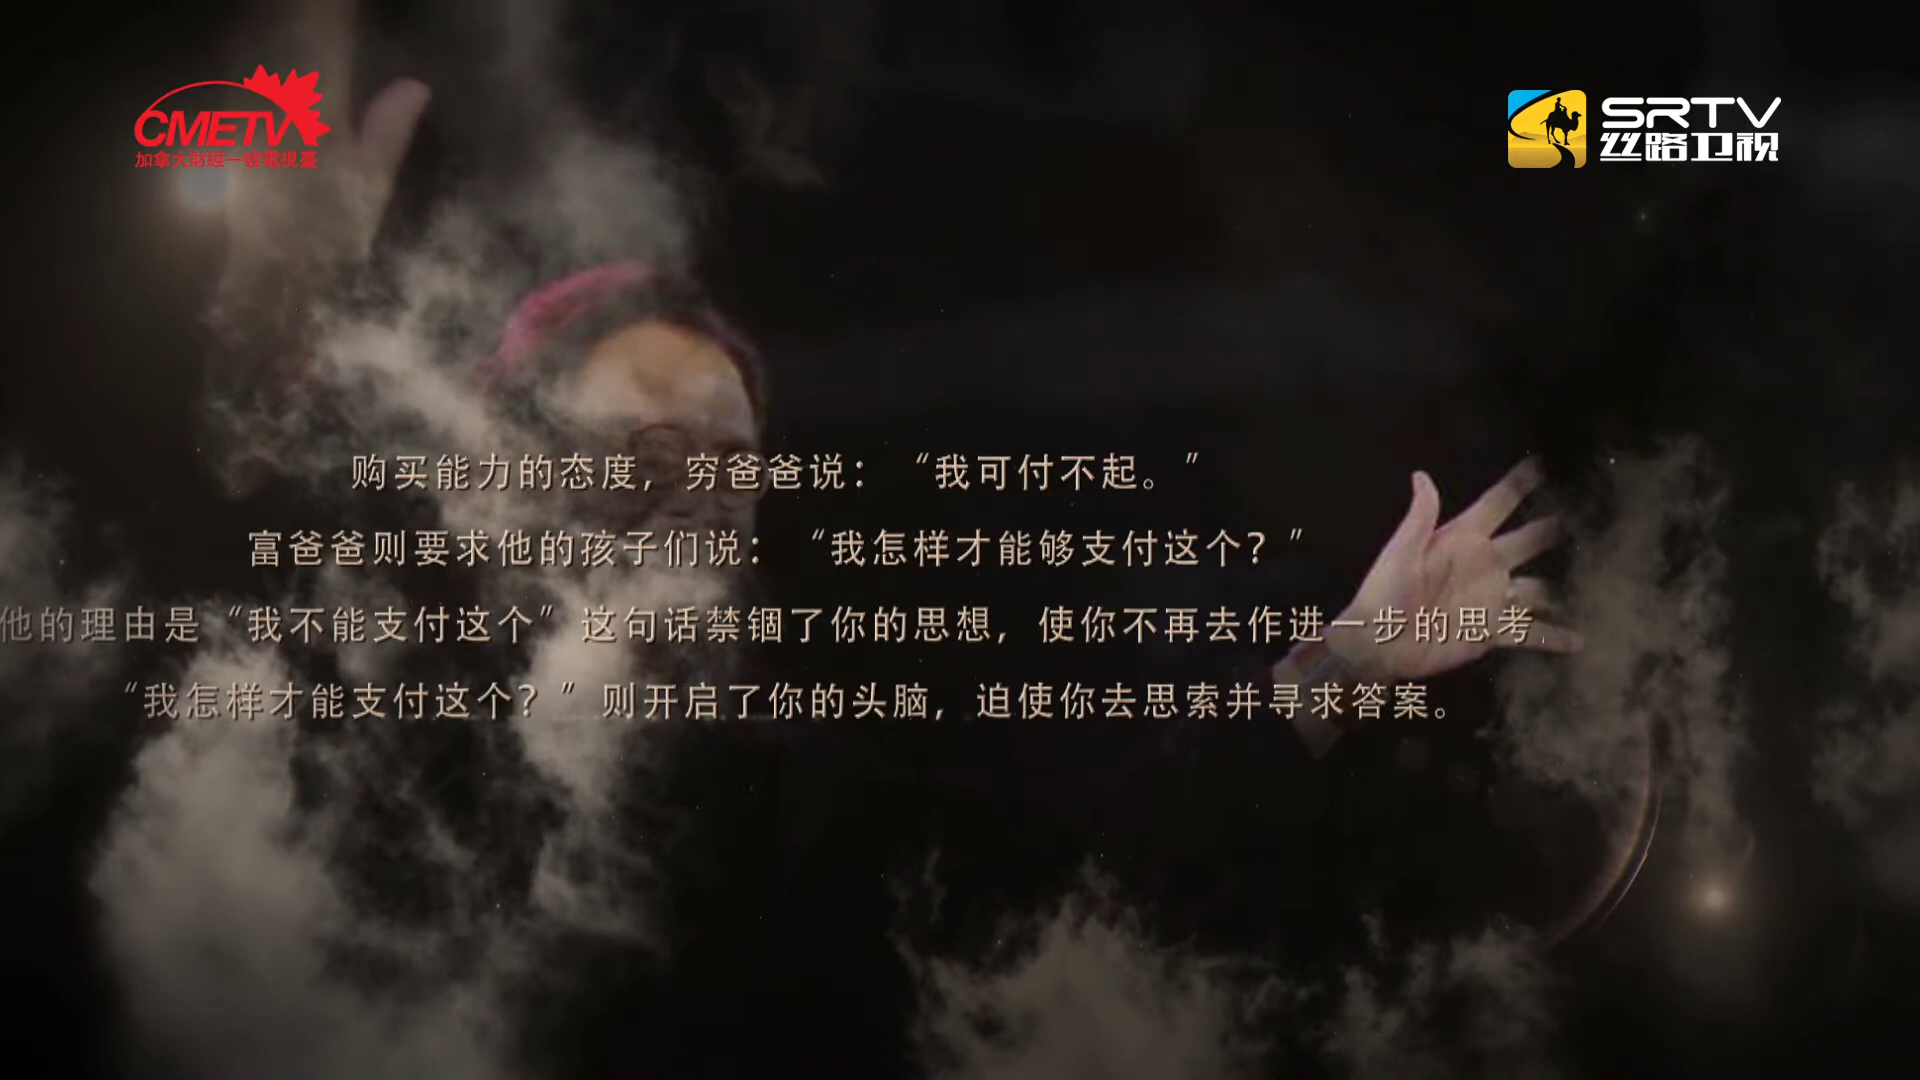 CMETV
加拿大財經一號電視臺
SRTV
丝路卫视
购买能力的态度，穷爸爸说：“我可付不起。”
富爸爸则要求他的孩子们说：“我怎样才能够支付这个？”
他的理由是“我不能支付这个”这句话禁锢了你的思想，使你不再去作进一步的思考
“我怎样才能支付这个？”则开启了你的头脑，迫使你去思索并寻求答案。